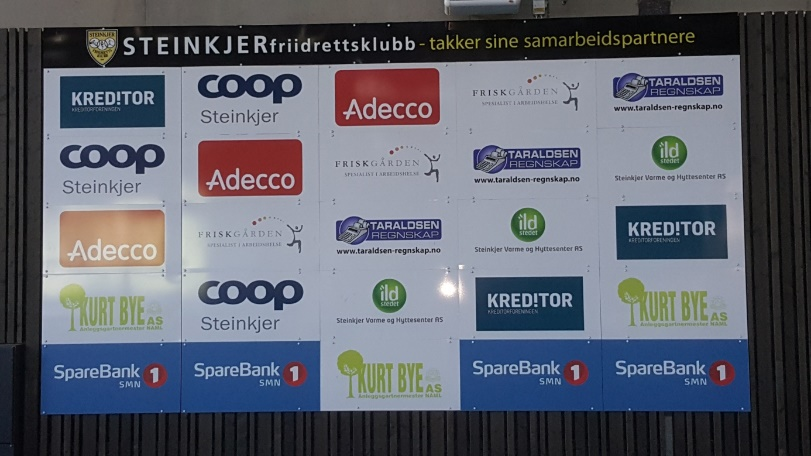 STEINKJERfriidrettsklubb - takker sine samarbeidspartnere
KRED!TOR
KREDITORFORENINGEN
coop
Steinkjer
Adecco
FRISKGÅRDEN
SPESIALIST I ARBEIDSHELSE
TARALDSEN
REGNSKAP
www.taraldsen-regnskap.no
coop
Steinkjer
Adecco
FRISKGÅRDEN
SPESIALIST I ARBEIDSHELSE
TARALDSEN
REGNSKAP
www.taraldsen-regnskap.no
ild
stedet
Steinkjer Varme og Hyttesenter AS
Adecco
FRISKGÅRDEN
SPESIALIST I ARBEIDSHELSE
TARALDSEN
REGNSKAP
www.taraldsen-regnskap.no
ild
stedet
Steinkjer Varme og Hyttesenter AS
KRED!TOR
KREDITORFORENINGEN
KURT BYE AS
Anleggsgartnermester NAML
coop
Steinkjer
ild
stedet
Steinkjer Varme og Hyttesenter AS
KRED!TOR
KREDITORFORENINGEN
KURT BYE AS
Anleggsgartnermester NAML
SpareBank 1
SMN
SpareBank 1
SMN
KURT BYE AS
Anleggsgartnermester NAML
SpareBank 1
SMN
SpareBank 1
SMN